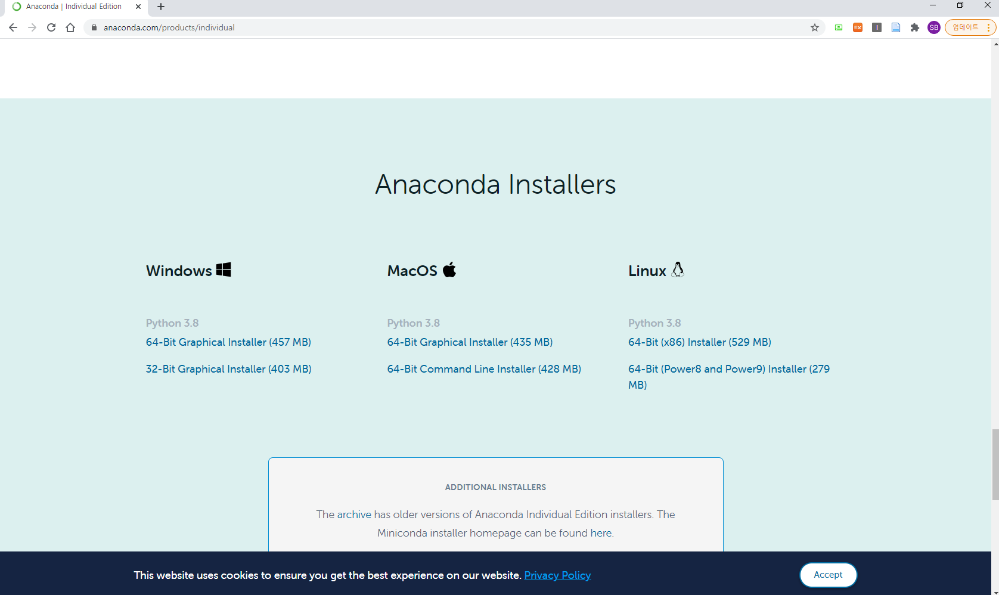 Anaconda | Individual Edition
anaconda.com/products/individual
EX
I
SB
업데이트
Anaconda Installers
Windows
MacOS
Linux
Python 3.8
64-Bit Graphical Installer (457 MB)
32-Bit Graphical Installer (403 MB)
Python 3.8
64-Bit Graphical Installer (435 MB)
64-Bit Command Line Installer (428 MB)
Python 3.8
64-Bit (x86) Installer (529 MB)
64-Bit (Power8 and Power9) Installer (279
MB)
ADDITIONAL INSTALLERS
The archive has older versions of Anaconda Individual Edition installers. The
Miniconda installer homepage can be found here.
This website uses cookies to ensure you get the best experience on our website. Privacy Policy
Accept